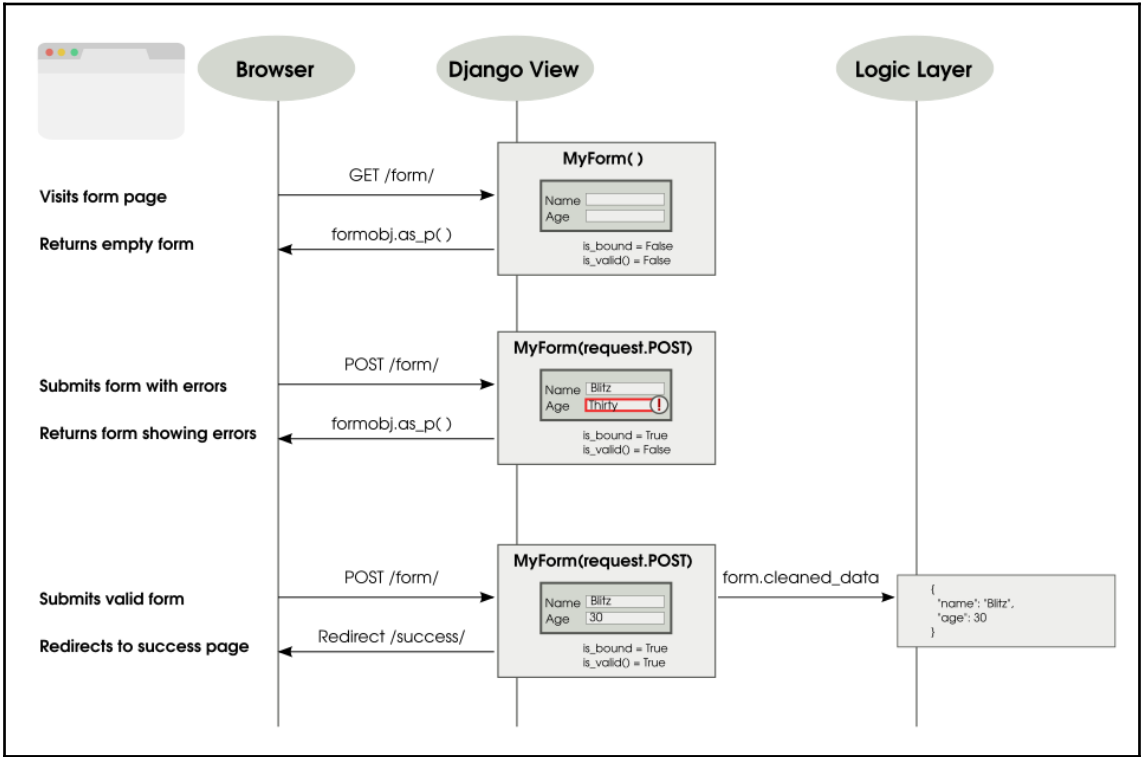 Browser
Django View
Logic Layer
MyForm( )
GET /form/
Visits form page
Name
Age
Returns empty form
formobj.as_p( )
is_bound = False
is_valid() = False
MyForm(request.POST)
POST /form/
Submits form with errors
Name Blitz
Age Thirty !
Returns form showing errors
formobj.as_p( )
is_bound = True
is_valid() = False
MyForm(request.POST)
POST /form/
form.cleaned_data
Submits valid form
Name Blitz
Age 30
{
"name": "Blitz",
"age": 30
}
Redirects to success page
Redirect /success/
is_bound = True
is_valid() = True